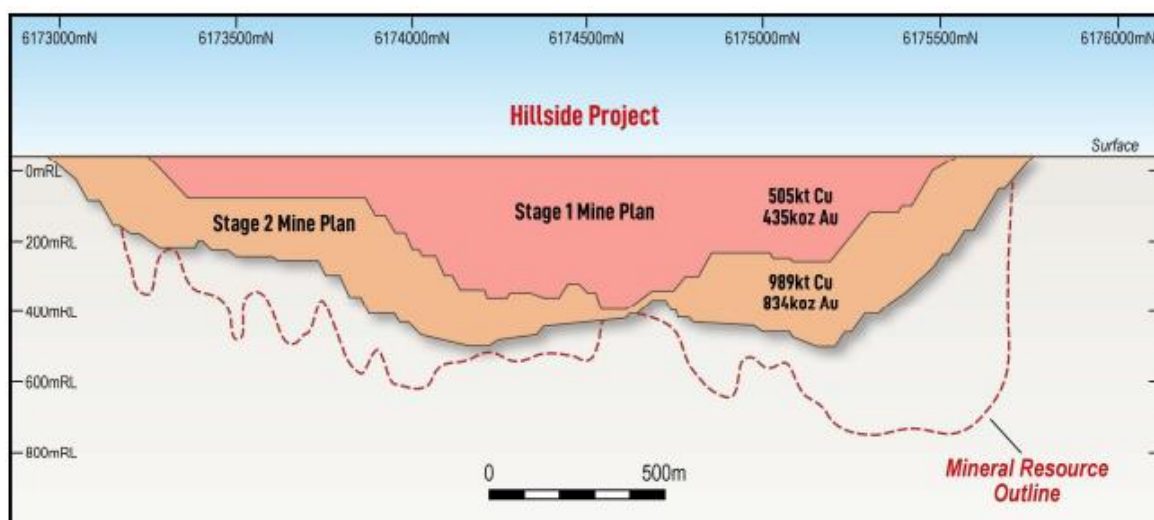 6173000mN
6173500mN
6174000mN
6174500mN
6175000mN
6175500mN
6176000mN
Hillside Project
Surface
0mRL
200mRL
400mRL
600mRL
800mRL
Stage 2 Mine Plan
Stage 1 Mine Plan
505kt Cu
435koz Au
989kt Cu
834koz Au
0
500m
Mineral Resource
Outline